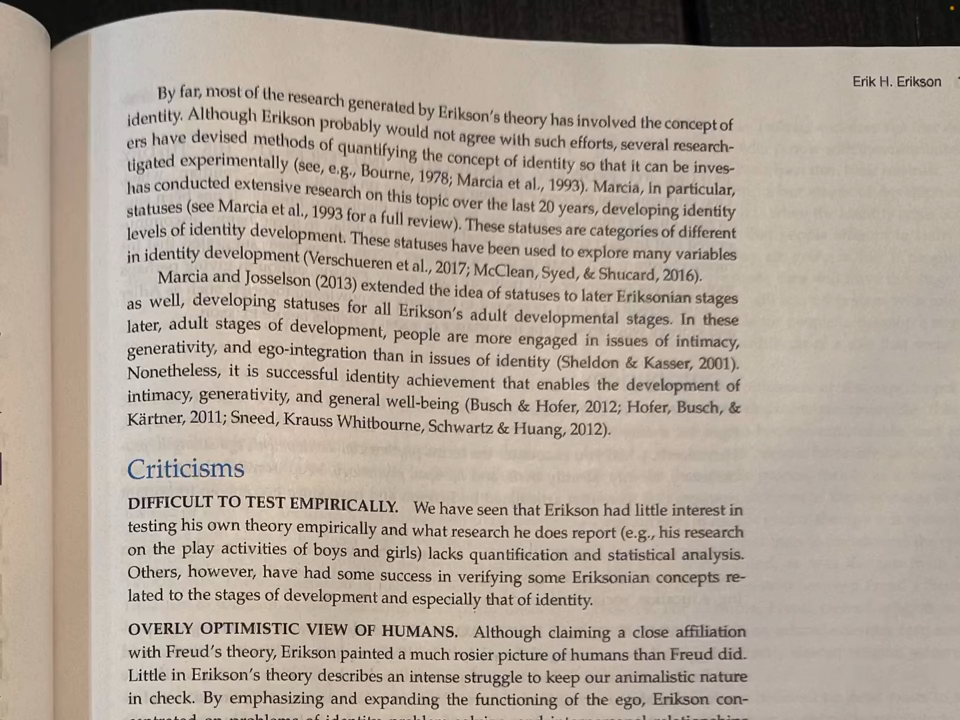 Erik H. Erikson
By far, most of the research generated by Erikson's theory has involved the concept of
identity. Although Erikson probably would not agree with such efforts, several research-
ers have devised methods of quantifying the concept of identity so that it can be inves-
tigated experimentally (see, e.g., Bourne, 1978; Marcia et al., 1993). Marcia, in particular,
has conducted extensive research on this topic over the last 20 years, developing identity
statuses (see Marcia et al., 1993 for a full review). These statuses are categories of different
levels of identity development. These statuses have been used to explore many variables
in identity development (Verschueren et al., 2017; McClean, Syed, & Shucard, 2016).
Marcia and Josselson (2013) extended the idea of statuses to later Eriksonian stages
as well, developing statuses for all Erikson's adult developmental stages. In these
later, adult stages of development, people are more engaged in issues of intimacy,
generativity, and ego-integration than in issues of identity (Sheldon & Kasser, 2001).
Nonetheless, it is successful identity achievement that enables the development of
intimacy, generativity, and general well-being (Busch & Hofer, 2012; Hofer, Busch, &
Kärtner, 2011; Sneed, Krauss Whitbourne, Schwartz & Huang, 2012).
Criticisms
DIFFICULT TO TEST EMPIRICALLY. We have seen that Erikson had little interest in
testing his own theory empirically and what research he does report (e.g., his research
on the play activities of boys and girls) lacks quantification and statistical analysis.
Others, however, have had some success in verifying some Eriksonian concepts re-
lated to the stages of development and especially that of identity.
OVERLY OPTIMISTIC VIEW OF HUMANS. Although claiming a close affiliation
with Freud's theory, Erikson painted a much rosier picture of humans than Freud did.
Little in Erikson's theory describes an intense struggle to keep our animalistic nature
in check. By emphasizing and expanding the functioning of the ego, Erikson con-